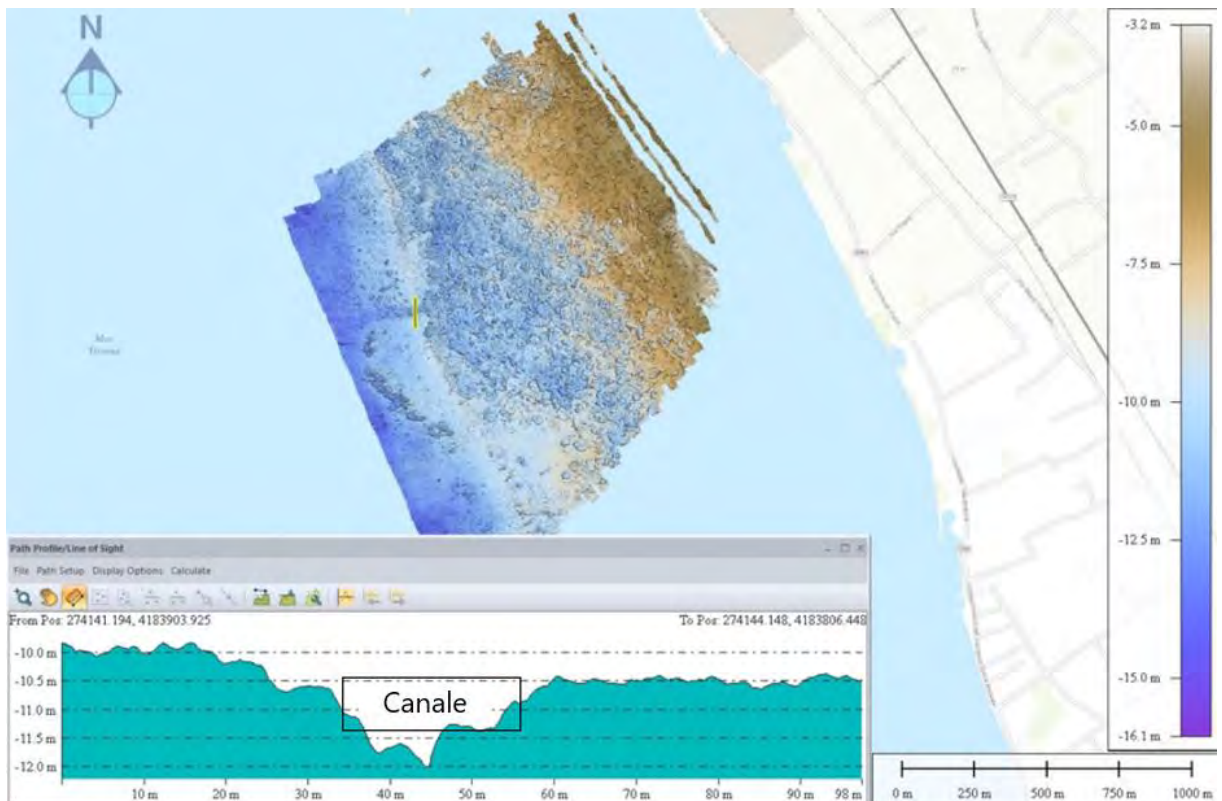 N
-3.2 m
-5.0 m
-7.5 m
-10.0 m
-12.5 m
-15.0 m
-16.1 m
Mar
Path Profile/Line of Sight
File Path Setup Display Options Calculate
From Pos: 274141.194, 4183903.925
To Pos: 274144.148, 4183806.448
-10.0 m
-10.5 m
-11.0 m
-11.5 m
-12.0 m
Canale
10 m 20 m 30 m 40 m 50 m 60 m 70 m 80 m 90 m 98 m
0 m 250 m 500 m 750 m 1000 m